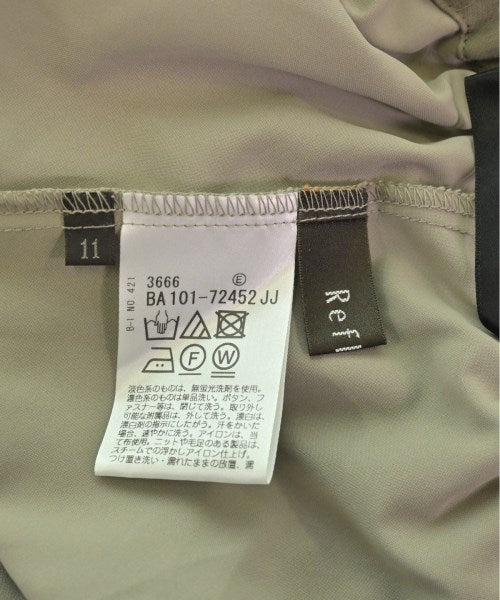 11
B-1 NO 421
3666 E
BA 101-72452 JJ
F W
淡色系のものは、無蛍光洗剤を使用。
濃色系のものは単品洗い。ボタン、フ
ァスナー等は、閉じて洗う。取り外し
可能な附属品は、外して洗う。漂白は、
漂白剤の指示にしたがう。汗をかいた
場合、速やかに洗う。アイロンは、当
て布使用。ニットや毛足のある製品は、
スチームでの浮かしアイロン仕上げ。
つけ置き洗い・濡れたままの放置、濡
Ref